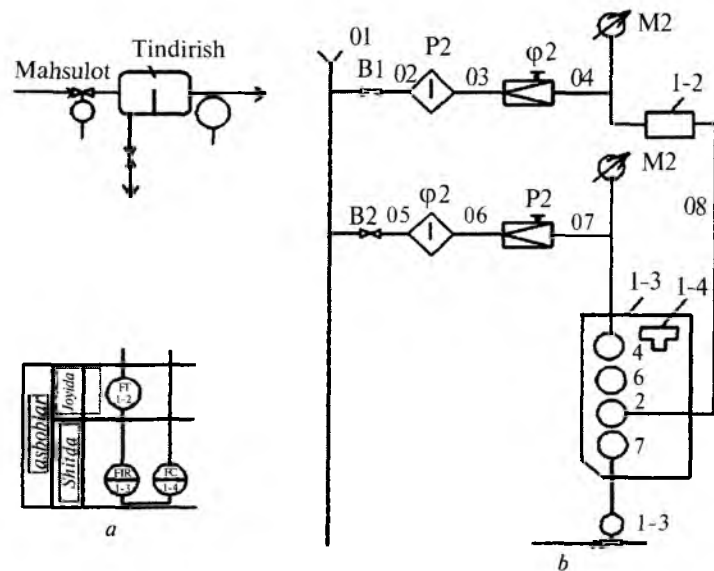 Tindirish
Mahsulot
asboblar
Joyida
Shitda
FT
1-2
FIR
1-3
FC
1-4
a
01
B1
02
P2
03
φ2
04
M2
1-2
M2
B2
05
φ2
06
P2
07
08
1-3
1-4
4
6
2
7
1-3
b